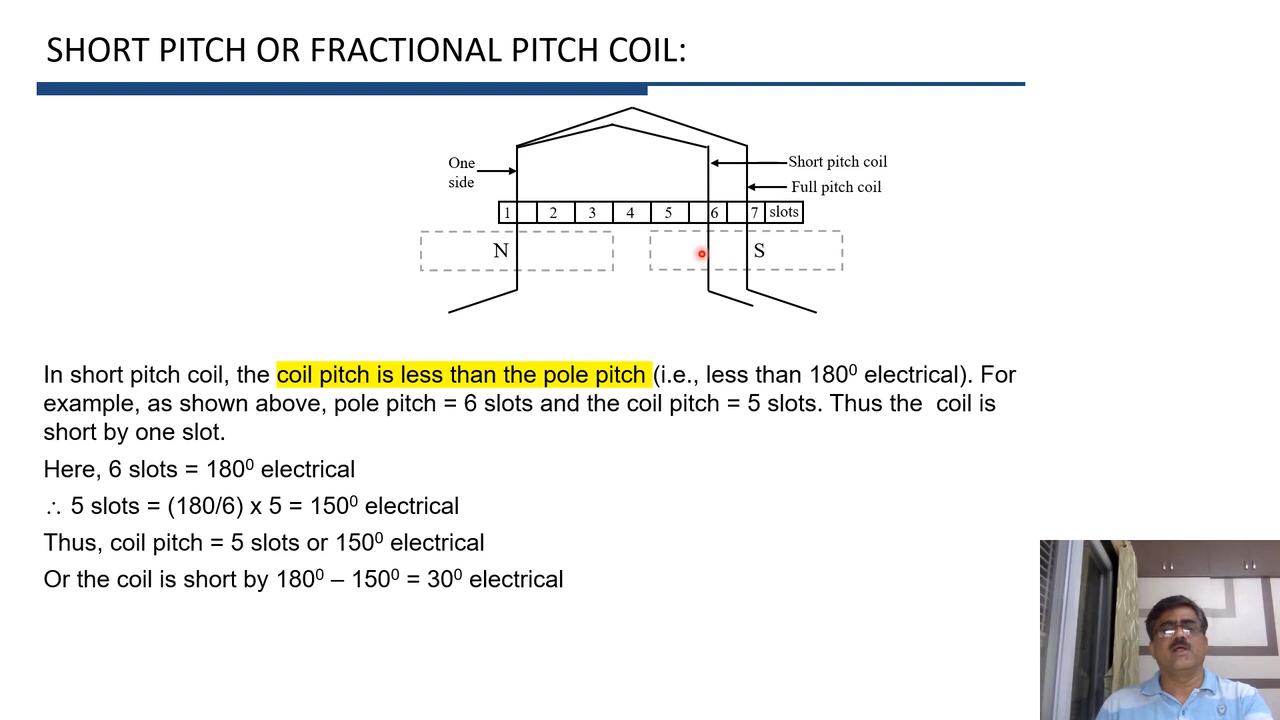 SHORT PITCH OR FRACTIONAL PITCH COIL:
One
side
Short pitch coil
Full pitch coil
1 2 3 4 5 6 7 slots
N S
In short pitch coil, the coil pitch is less than the pole pitch (i.e., less than 180⁰ electrical). For
example, as shown above, pole pitch = 6 slots and the coil pitch = 5 slots. Thus the coil is
short by one slot.
Here, 6 slots = 180⁰ electrical
∴ 5 slots = (180/6) x 5 = 150⁰ electrical
Thus, coil pitch = 5 slots or 150⁰ electrical
Or the coil is short by 180⁰ – 150⁰ = 30⁰ electrical